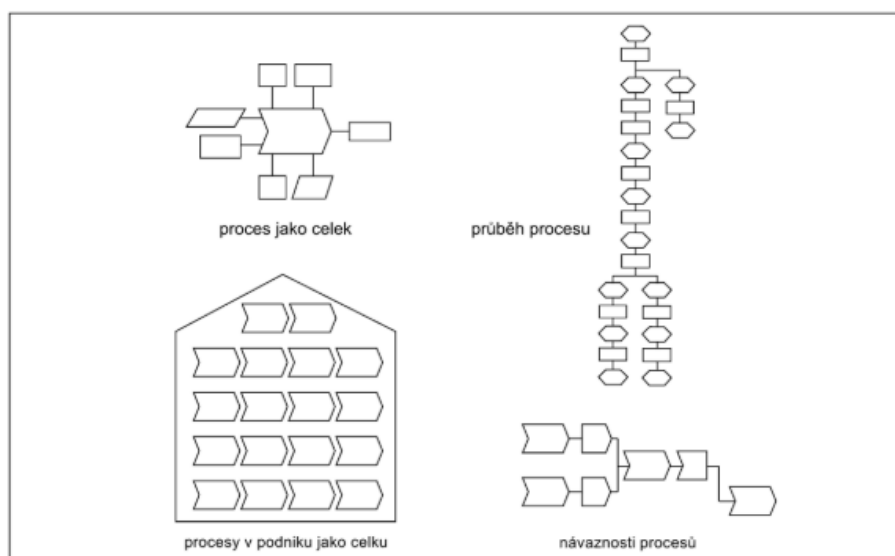 proces jako celek
průběh procesu
procesy v podniku jako celku
návaznosti procesů